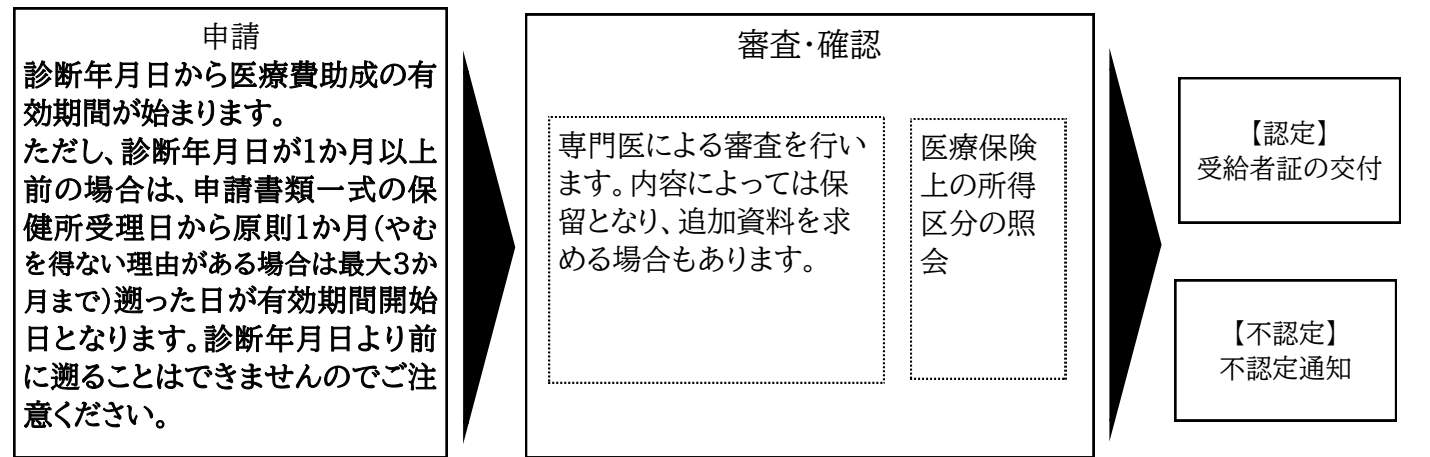 申請
診断年月日から医療費助成の有
効期間が始まります。
ただし、診断年月日が1か月以上
前の場合は、申請書類一式の保
健所受理日から原則1か月(やむ
を得ない理由がある場合は最大3か
月まで)遡った日が有効期間開始
日となります。診断年月日より前
に遡ることはできませんのでご注
意ください。
審査・確認
専門医による審査を行い
ます。内容によっては保
留となり、追加資料を求
める場合もあります。
医療保険
上の所得
区分の照
会
【認定】
受給者証の交付
【不認定】
不認定通知